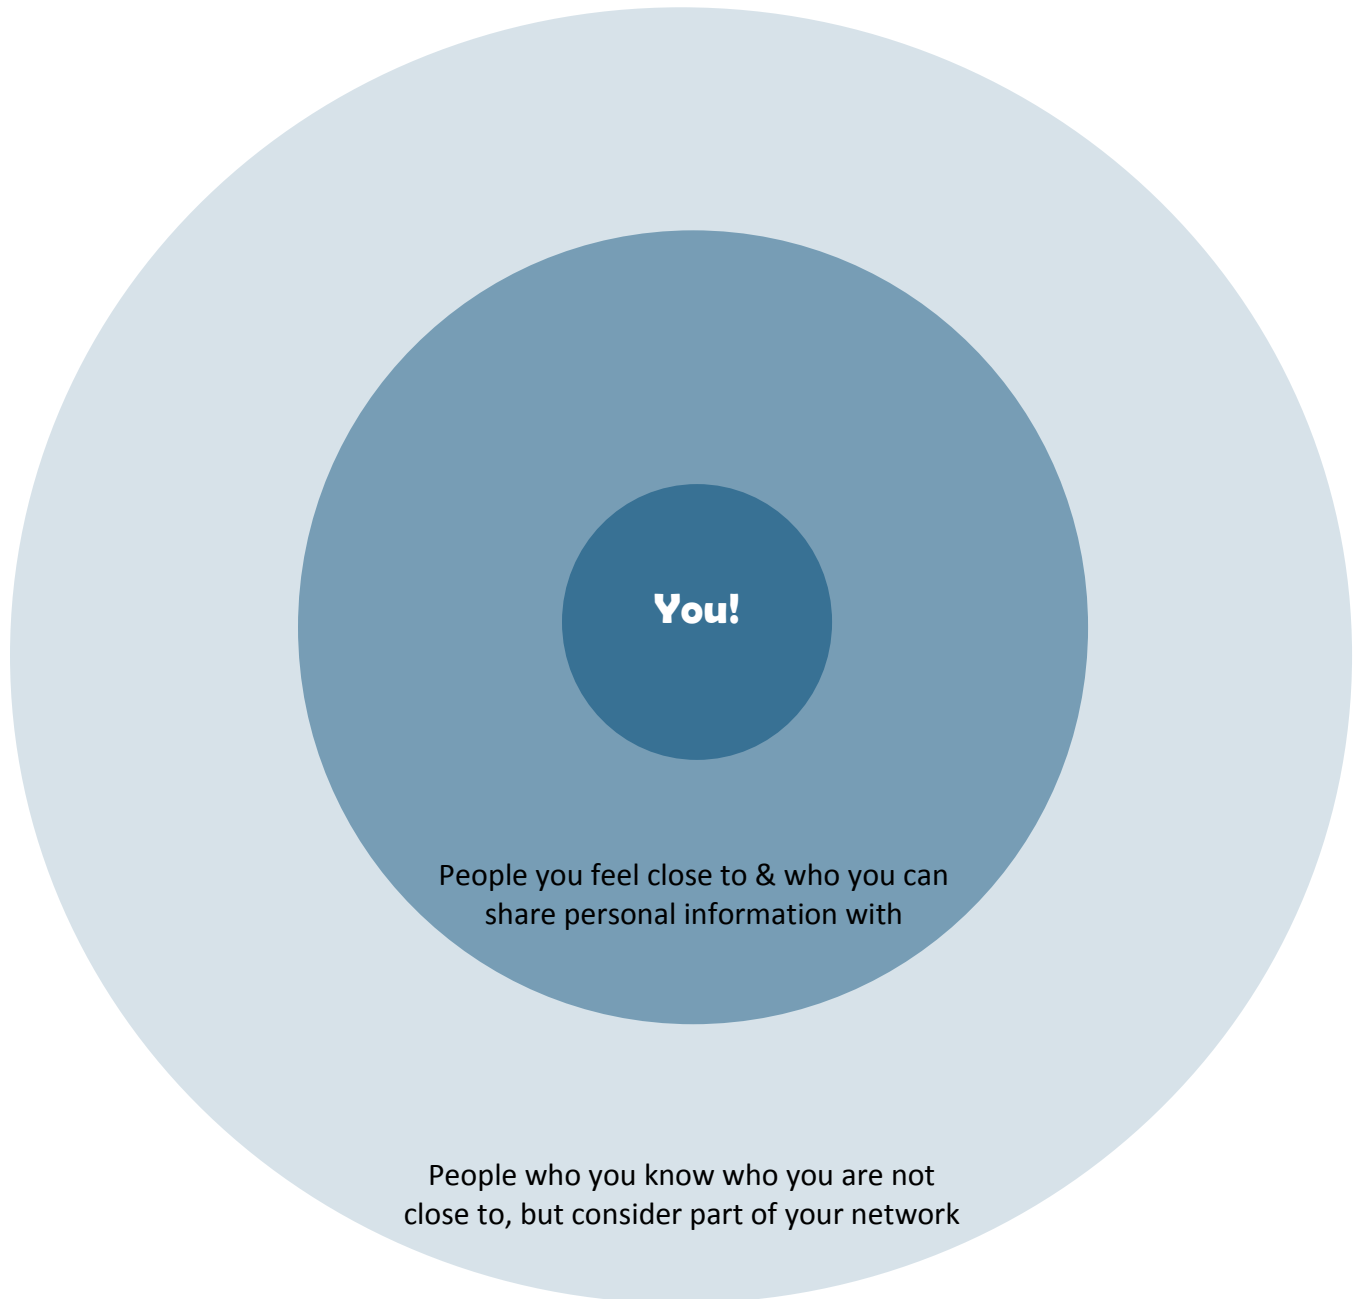 You!
People you feel close to & who you can
share personal information with
People who you know who you are not
close to, but consider part of your network